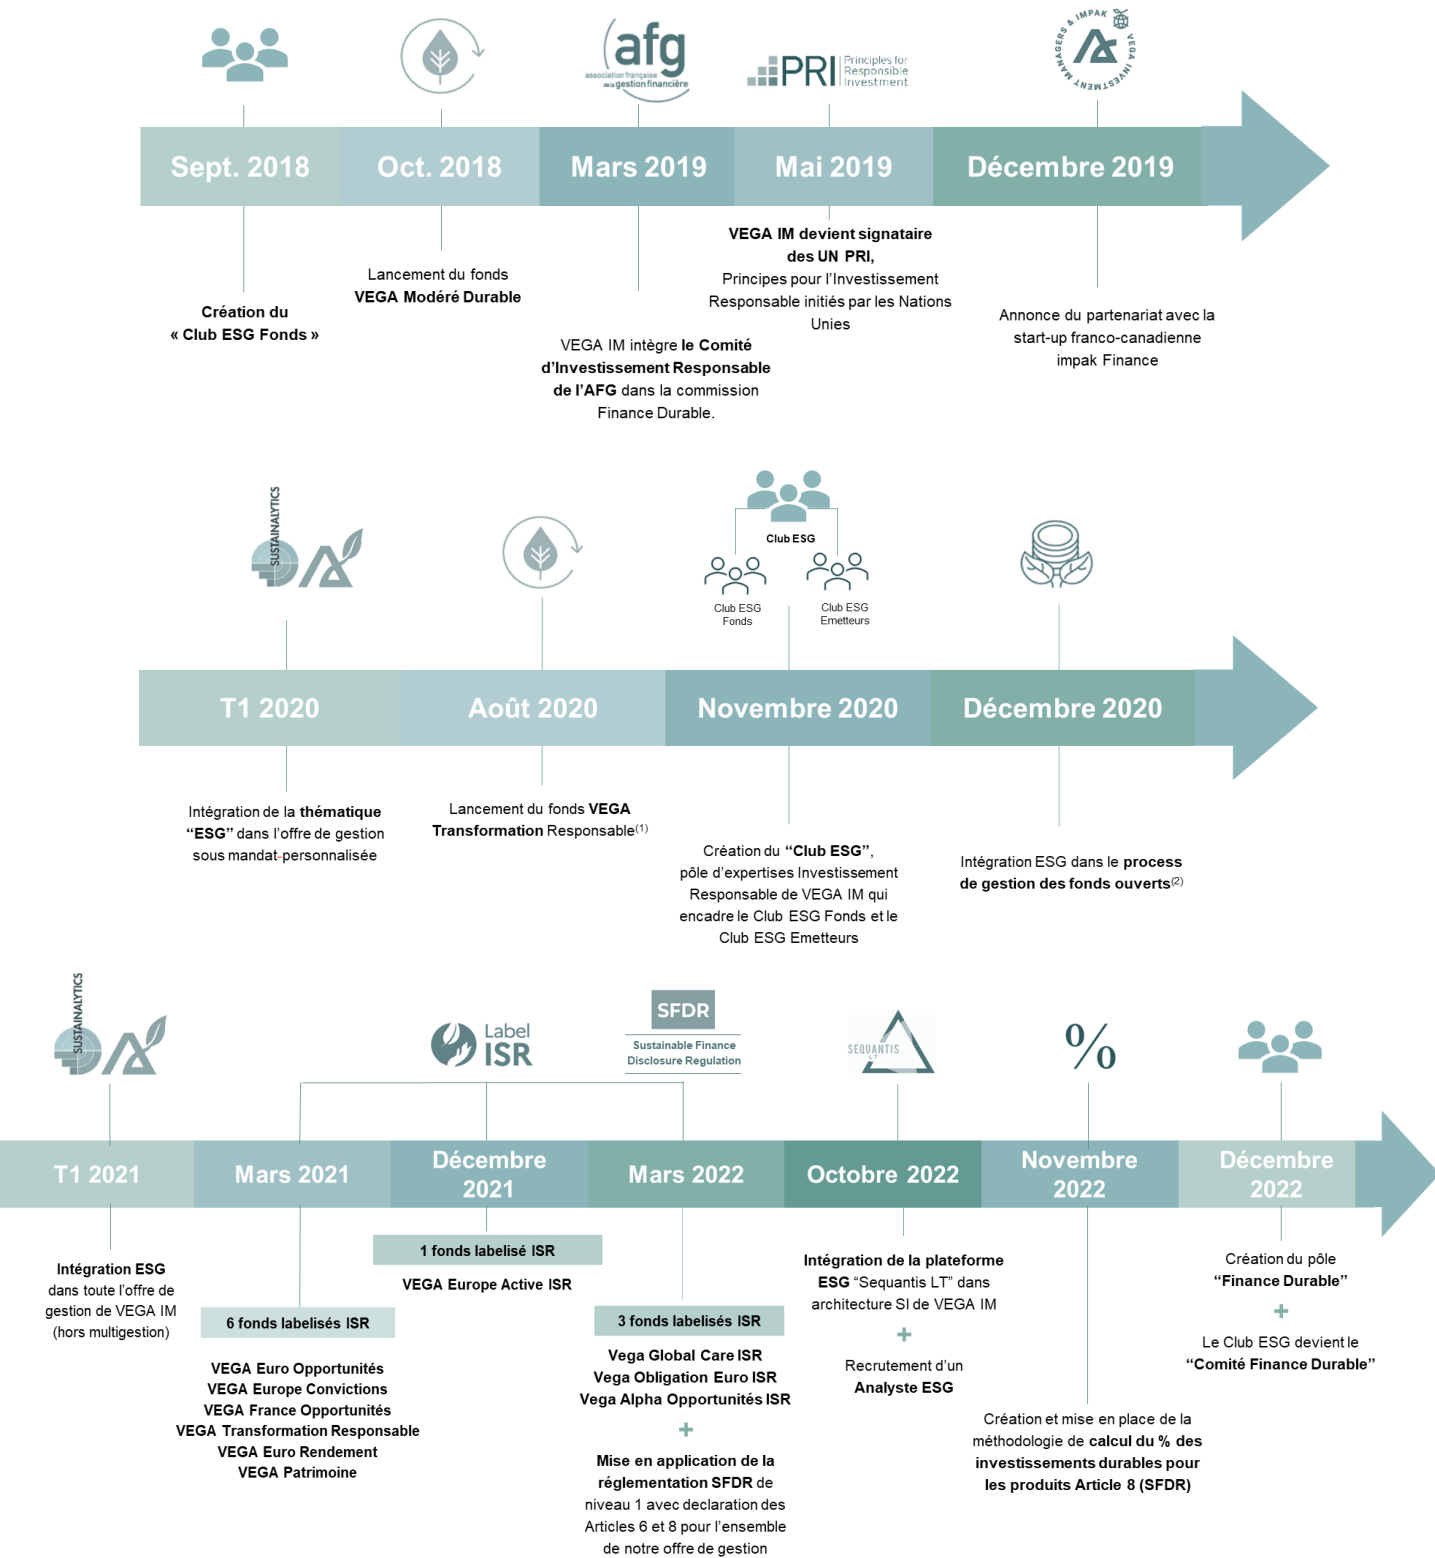 afg
association française
de la gestion financière
PRI
Principles for
Responsible
Investment
VEGA INVESTMENT MANAGERS & IMPAK
Sept. 2018
Oct. 2018
Mars 2019
Mai 2019
Décembre 2019
Création du
« Club ESG Fonds »
Lancement du fonds
VEGA Modéré Durable
VEGA IM intègre le Comité
d’Investissement Responsable
de l’AFG dans la commission
Finance Durable.
VEGA IM devient signataire
des UN PRI,
Principes pour l’Investissement
Responsable initiés par les Nations
Unies
Annonce du partenariat avec la
start-up franco-canadienne
impak Finance
SUSTAINALYTICS
Club ESG
Club ESG
Fonds
Club ESG
Emetteurs
T1 2020
Août 2020
Novembre 2020
Décembre 2020
Intégration de la thématique
“ESG” dans l’offre de gestion
sous mandat-personnalisée
Lancement du fonds VEGA
Transformation Responsable(1)
Création du “Club ESG”,
pôle d’expertises Investissement
Responsable de VEGA IM qui
encadre le Club ESG Fonds et le
Club ESG Emetteurs
Intégration ESG dans le process
de gestion des fonds ouverts(2)
SUSTAINALYTICS
Label
ISR
SFDR
Sustainable Finance
Disclosure Regulation
SEQUANTIS
LT
%
T1 2021
Mars 2021
Décembre
2021
Mars 2022
Octobre 2022
Novembre
2022
Décembre
2022
Intégration ESG
dans toute l’offre de
gestion de VEGA IM
(hors multigestion)
6 fonds labelisés ISR
VEGA Euro Opportunités
VEGA Europe Convictions
VEGA France Opportunités
VEGA Transformation Responsable
VEGA Euro Rendement
VEGA Patrimoine
1 fonds labelisé ISR
VEGA Europe Active ISR
3 fonds labelisés ISR
Vega Global Care ISR
Vega Obligation Euro ISR
Vega Alpha Opportunités ISR
+
Mise en application de la
réglementation SFDR de
niveau 1 avec declaration des
Articles 6 et 8 pour l’ensemble
de notre offre de gestion
Intégration de la plateforme
ESG “Sequantis LT” dans
architecture SI de VEGA IM
+
Recrutement d’un
Analyste ESG
Création et mise en place de la
méthodologie de calcul du % des
investissements durables pour
les produits Article 8 (SFDR)
Création du pôle
“Finance Durable”
+
Le Club ESG devient le
“Comité Finance Durable”